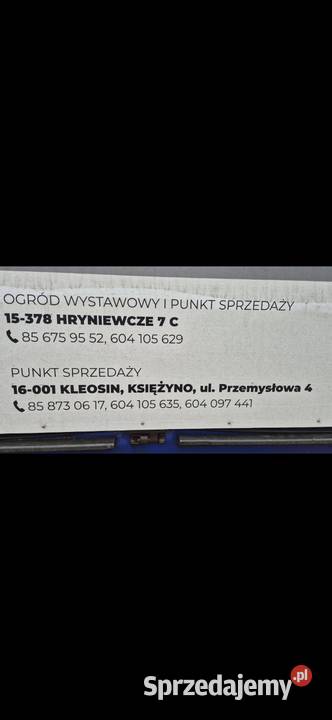 OGRÓD WYSTAWOWY I PUNKT SPRZEDAŻY
15-378 HRYNIEWCZE 7 C
85 675 95 52, 604 105 629
PUNKT SPRZEDAŻY
16-001 KLEOSIN, KSIĘŻYNO, ul. Przemysłowa 4
85 873 06 17, 604 105 635, 604 097 441
Sprzedajemy.pl